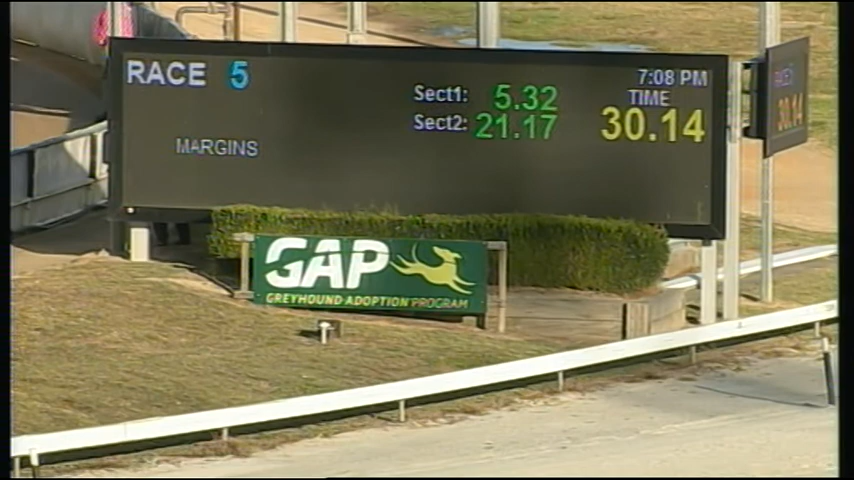 RACE 5
7:08 PM
Sect1: 5.32
TIME
Sect2: 21.17
30.14
MARGINS
RACE
30.14
GAP
GREYHOUND ADOPTION PROGRAM